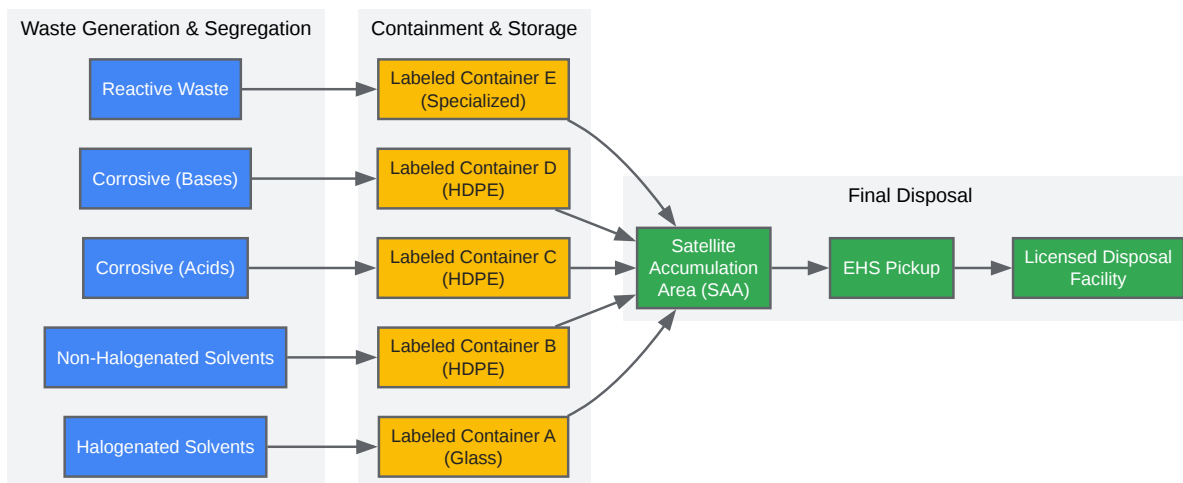 Waste Generation & Segregation
Reactive Waste
Corrosive (Bases)
Corrosive (Acids)
Non-Halogenated Solvents
Halogenated Solvents
Containment & Storage
Labeled Container E
(Specialized)
Labeled Container D
(HDPE)
Labeled Container C
(HDPE)
Labeled Container B
(HDPE)
Labeled Container A
(Glass)
Final Disposal
Satellite
Accumulation
Area (SAA)
EHS Pickup
Licensed Disposal
Facility